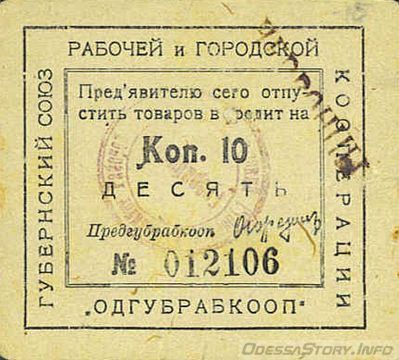 РАБОЧЕЙ и ГОРОДСКОЙ
ГУБЕРНСКИЙ СОЮЗ
КООПЕРАЦИИ
Пред'явителю сего отпу-
стить товаров в кредит на
Коп. 10
ДЕСЯТЬ
Предгубрабкооп
№ 012106
„ОДГУБРАБКООП"
ODESSASTORY.INFO